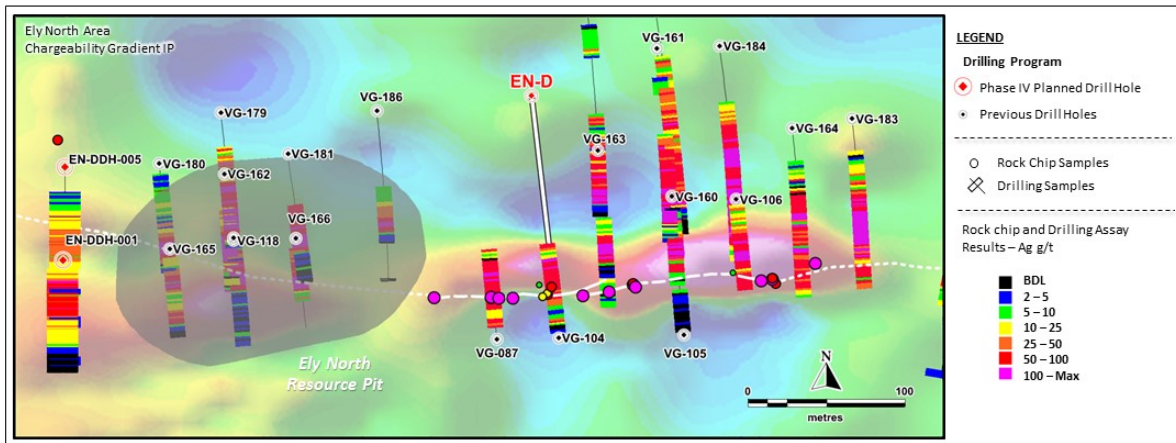 Ely North Area
Chargeability Gradient IP
VG-161
VG-184
EN-D
VG-186
VG-179
EN-DDH-005
VG-180
VG-181
VG-162
VG-163
VG-164
VG-183
VG-160
VG-106
EN-DDH-001
VG-165
VG-118
VG-166
VG-087
VG-104
VG-105
Ely North
Resource Pit
N
0
100
metres
LEGEND
Drilling Program
Phase IV Planned Drill Hole
Previous Drill Holes
Rock Chip Samples
Drilling Samples
Rock chip and Drilling Assay
Results – Ag g/t
BDL
2 – 5
5 – 10
10 – 25
25 – 50
50 – 100
100 – Max